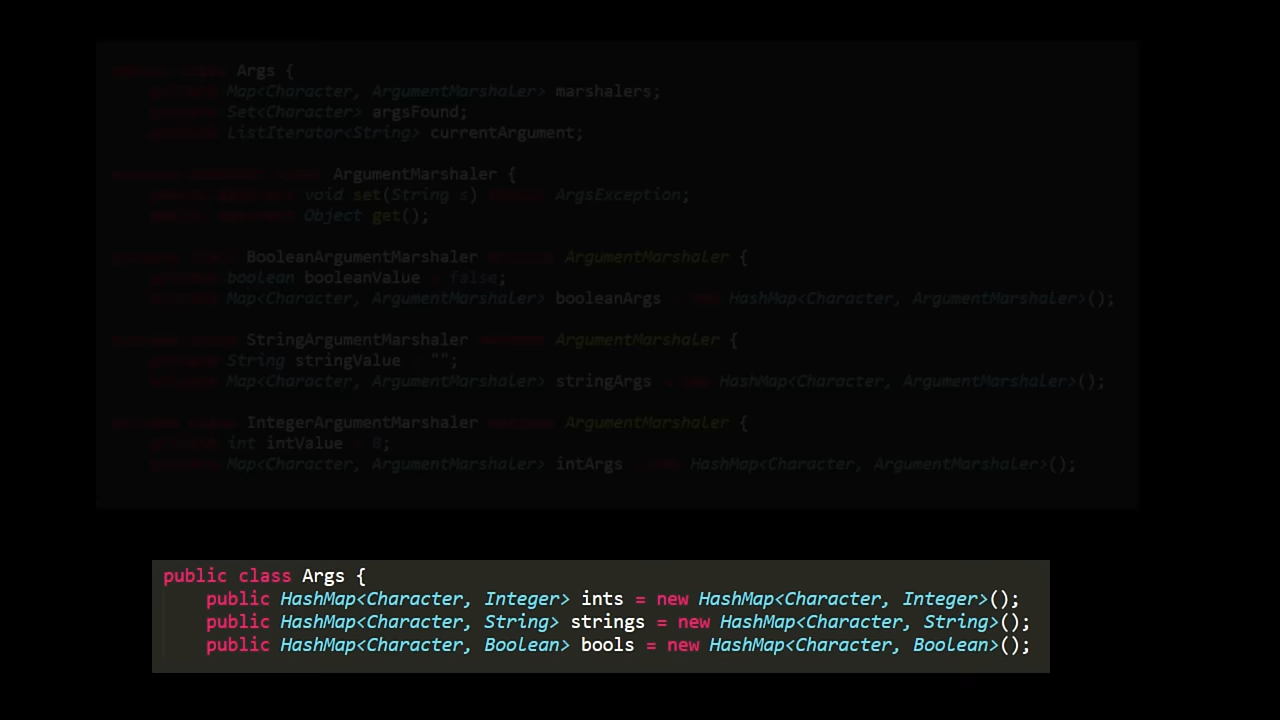 Args {
Map<Character, ArgumentMarshaler> marshalers;
Set<Character> argsFound;
ListIterator<String> currentArgument;
ArgumentMarshaler {
void set(String s) ArgsException;
Object get();
BooleanArgumentMarshaler ArgumentMarshaler {
boolean booleanValue = false;
Map<Character, ArgumentMarshaler> booleanArgs = new HashMap<Character, ArgumentMarshaler>();
StringArgumentMarshaler ArgumentMarshaler {
String stringValue = "";
Map<Character, ArgumentMarshaler> stringArgs = new HashMap<Character, ArgumentMarshaler>();
IntegerArgumentMarshaler ArgumentMarshaler {
int intValue = 0;
Map<Character, ArgumentMarshaler> intArgs new HashMap<Character, ArgumentMarshaler>();
public class Args {
public HashMap<Character, Integer> ints = new HashMap<Character, Integer>();
public HashMap<Character, String> strings = new HashMap<Character, String>();
public HashMap<Character, Boolean> bools = new HashMap<Character, Boolean>();